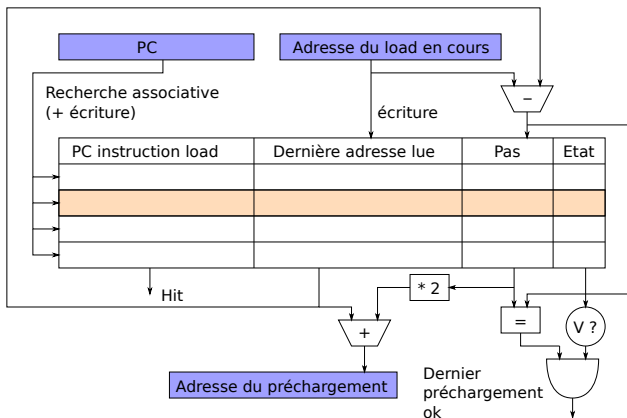 PC
Adresse du load en cours
Recherche associative
(+ écriture)
écriture
−
PC instruction load
Dernière adresse lue
Pas
Etat
Hit
* 2
+
=
V ?
Adresse du préchargement
Dernier
préchargement
ok